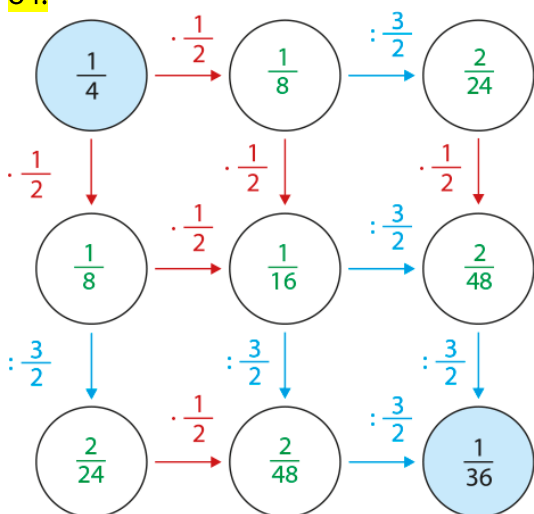 · 1/2 : 3/2
1/4 1/8 2/24
· 1/2 · 1/2 · 1/2
· 1/2 : 3/2
1/8 1/16 2/48
: 3/2 : 3/2 : 3/2
· 1/2 : 3/2
2/24 2/48 1/36